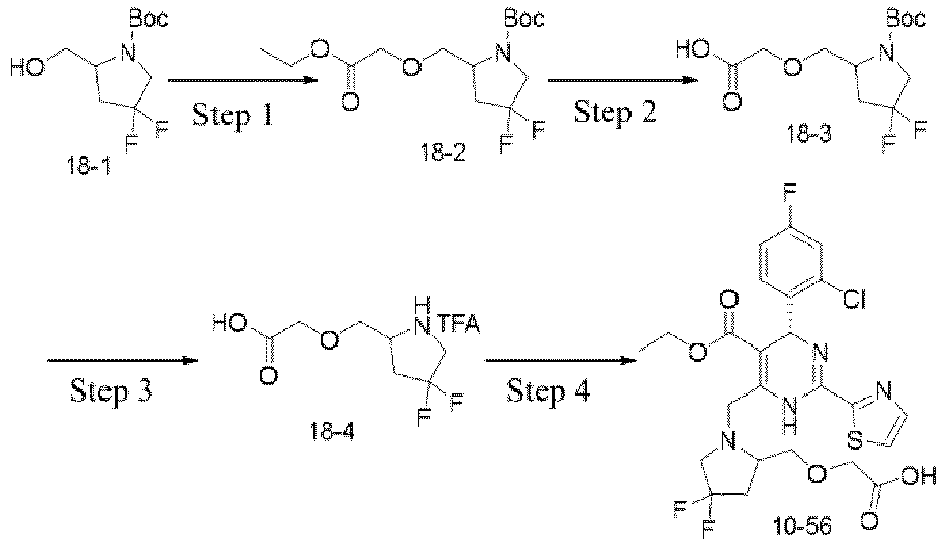 Boc
Boc
Boc
HO
N
O
O
O
N
HO
O
O
N
F
F
Step 1
F
F
Step 2
F
F
18-1
18-2
18-3
F
Cl
HO
O
O
H
N
TFA
F
F
O
O
N
N
H
N
S
Step 3
18-4
Step 4
N
O
O
OH
F
F
10-56